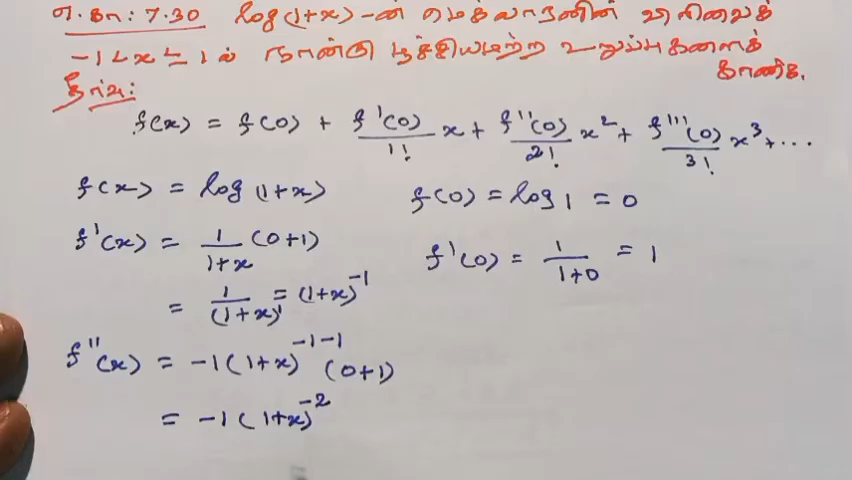 எ.கா: 7.30 log(1+x)-ன் மெக்லாரனின் விரிவைக்
-1<x≤1ல் நான்கு பூச்சியமற்ற உறுப்புகளைக்
காண்க.
தீர்வு:
f(x) = f(0) + f'(0)/1! x + f''(0)/2! x² + f'''(0)/3! x³+...
f(x) = log(1+x) f(0) = log 1 = 0
f'(x) = 1/(1+x) (0+1) f'(0) = 1/(1+0) = 1
= 1/(1+x)¹ = (1+x)⁻¹
f''(x) = -1(1+x)⁻¹⁻¹ (0+1)
= -1(1+x)⁻²